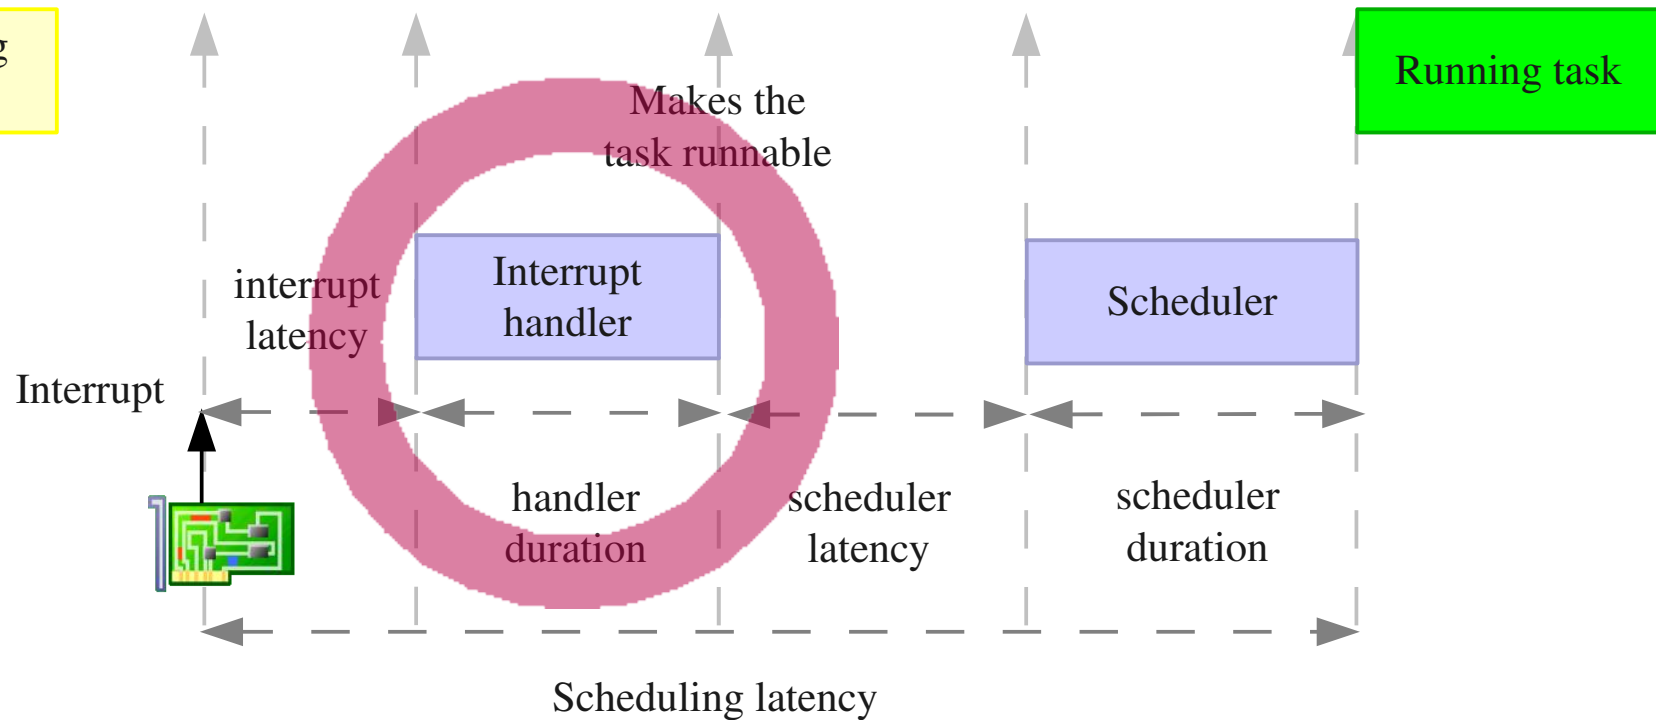 Running task
Makes the
task runnable
interrupt
latency
Interrupt
handler
Scheduler
Interrupt
handler
duration
scheduler
latency
scheduler
duration
Scheduling latency